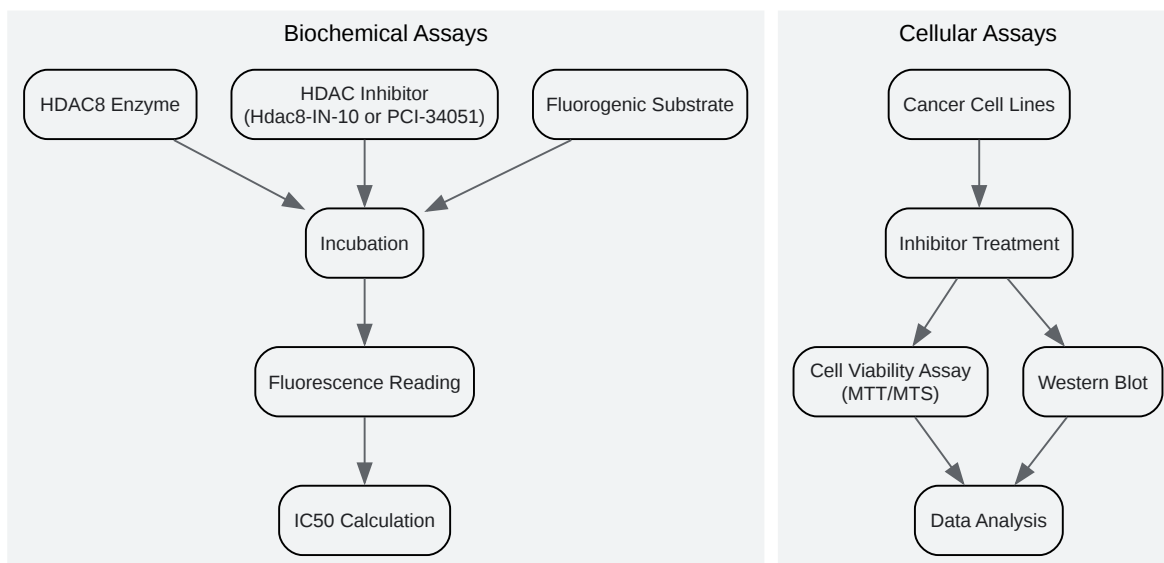 Biochemical Assays
HDAC8 Enzyme
HDAC Inhibitor
(Hdac8-IN-10 or PCI-34051)
Fluorogenic Substrate
Incubation
Fluorescence Reading
IC50 Calculation
Cellular Assays
Cancer Cell Lines
Inhibitor Treatment
Cell Viability Assay
(MTT/MTS)
Western Blot
Data Analysis